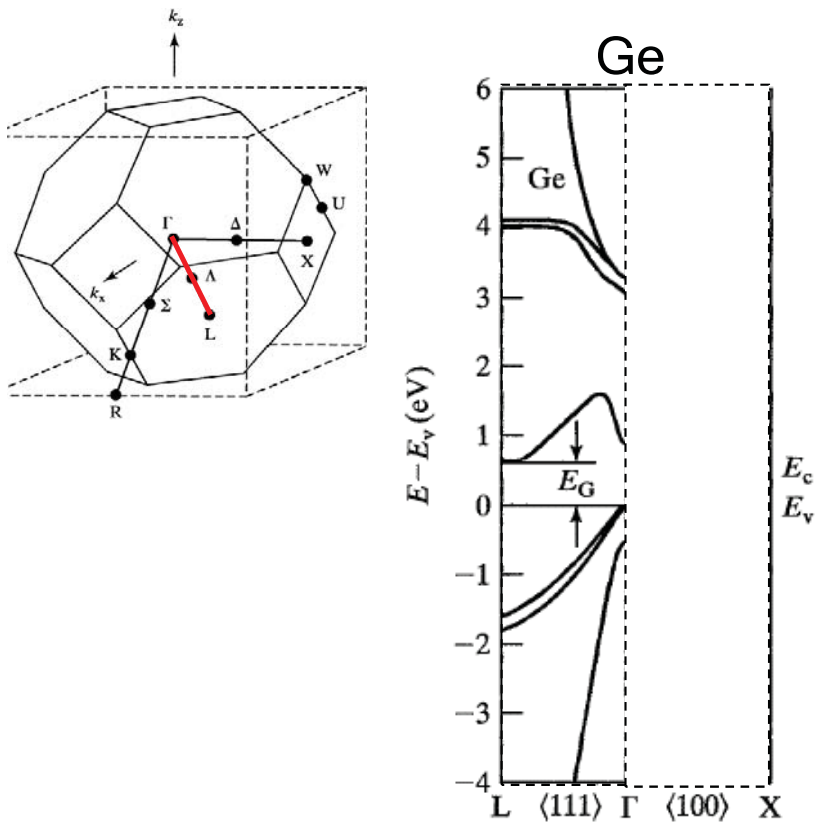 k_z
Ge
W
U
Γ
Δ
X
Λ
k_x
Σ
L
K
R
6
5
4
3
2
1
0
−1
−2
−3
−4
Ge
E − E_v (eV)
E_G
E_c
E_v
L ⟨111⟩ Γ ⟨100⟩ X